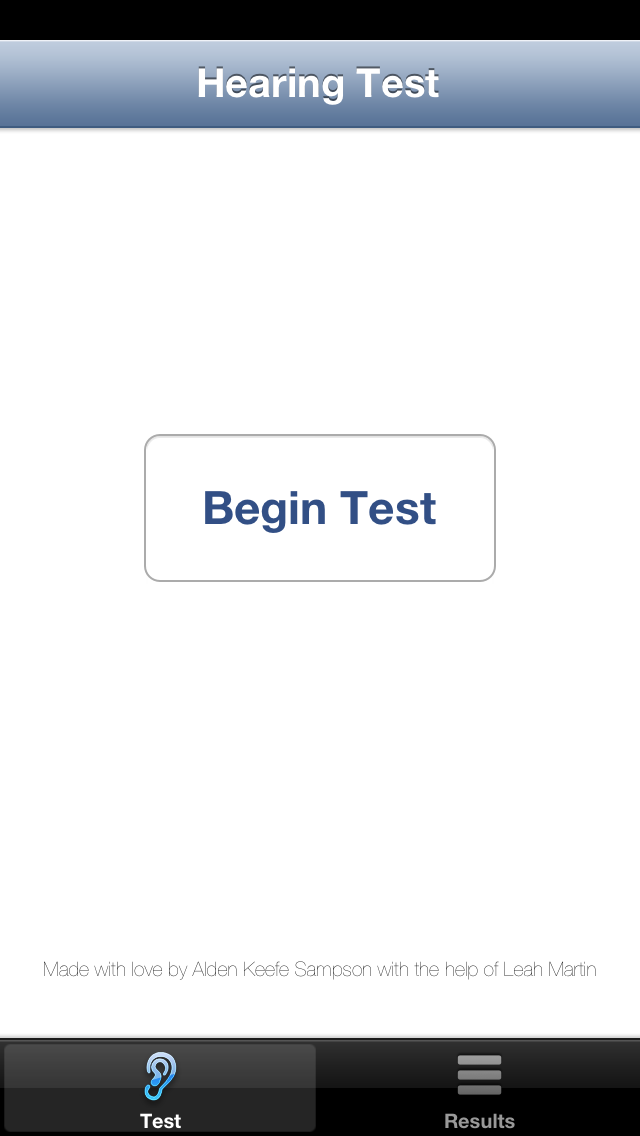 Hearing Test
Begin Test
Made with love by Alden Keefe Sampson with the help of Leah Martin
Test
Results